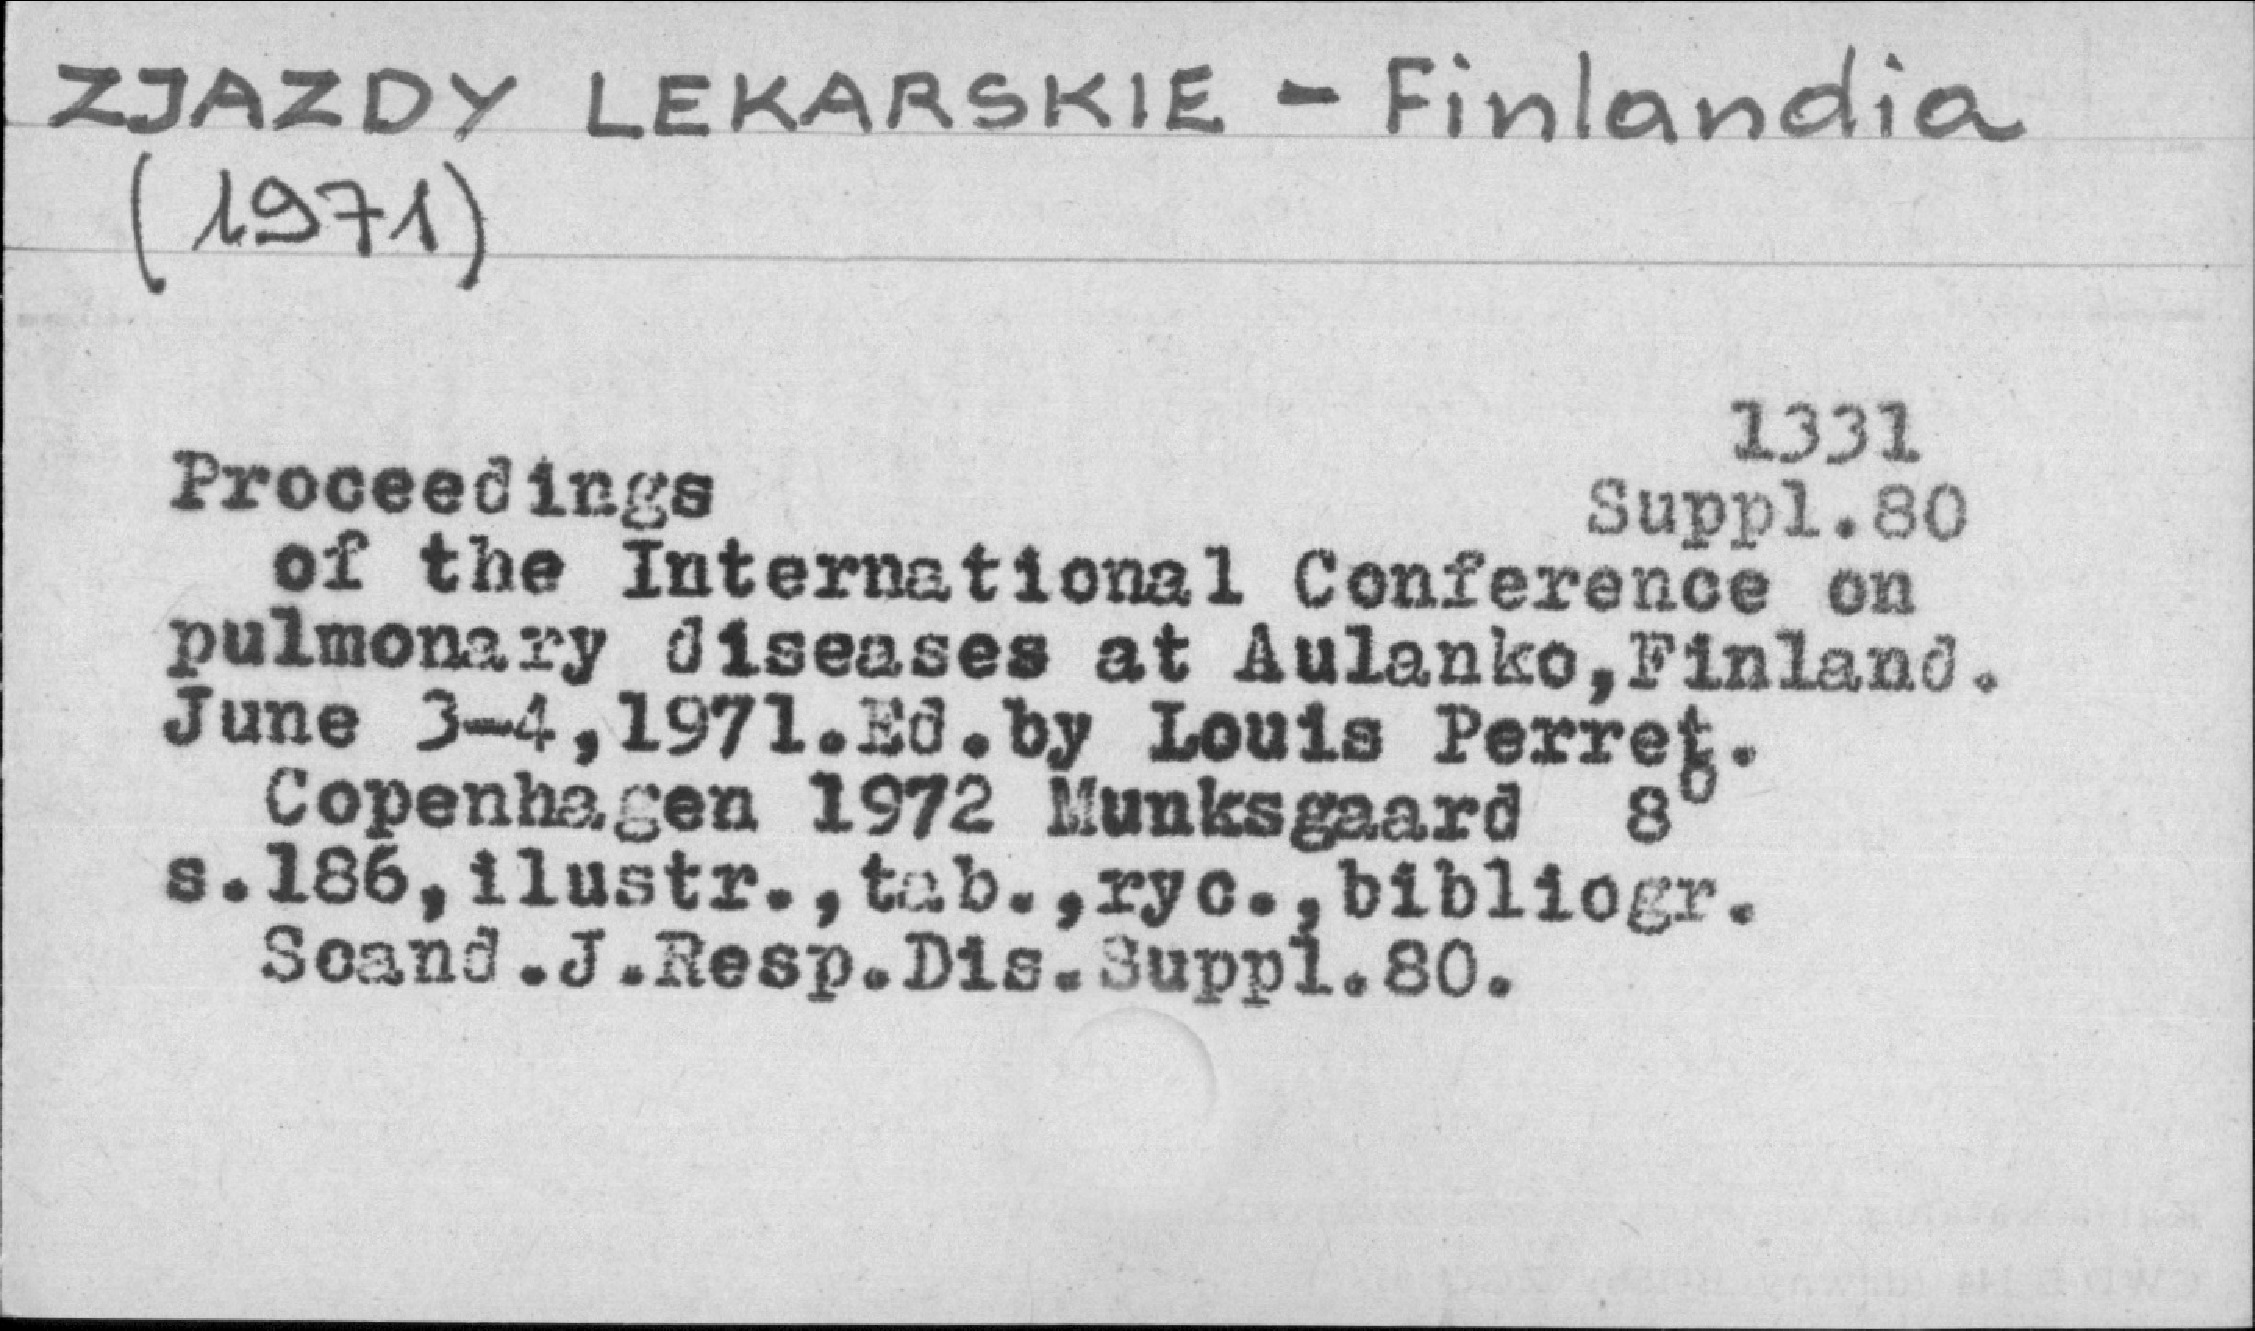 ZJAZDY LEKARSKIE - Finlandia
(1971)
1331
Proceedings
Suppl.80
of the International Conference on
pulmonary diseases at Aulanko,Finland.
June 3-4,1971.Ed.by Louis Perret.
Copenhagen 1972 Munksgaard 8°
s.186,ilustr.,tab.,ryc.,bibliogr.
Scand.J.Resp.Dis.Suppl.80.